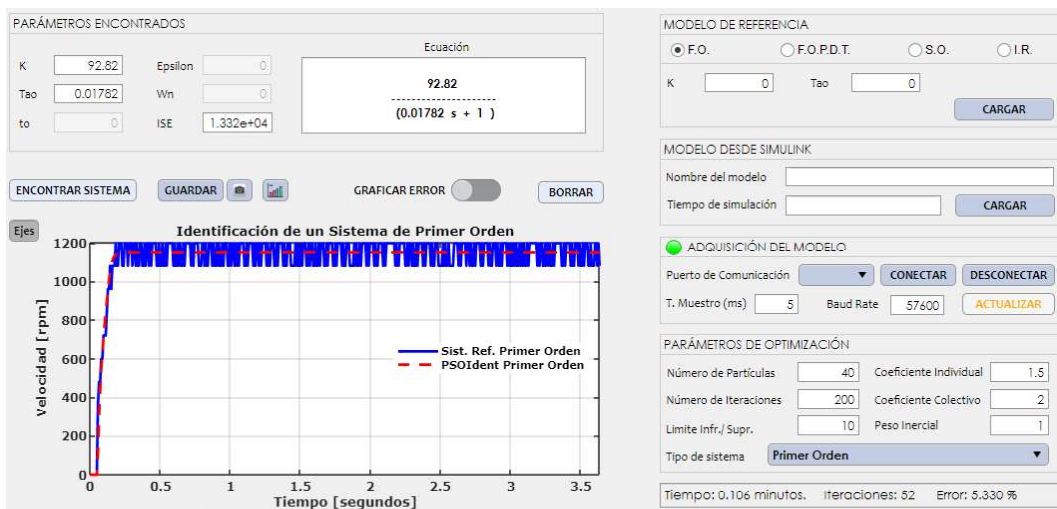 PARÁMETROS ENCONTRADOS
K 92.82 Epsilon 0
Tao 0.01782 Wn 0
to 0 ISE 1.332e+04
Ecuación
92.82
----------------------
(0.01782 s + 1 )
ENCONTRAR SISTEMA GUARDAR GRAFICAR ERROR BORRAR
Ejes
Identificación de un Sistema de Primer Orden
Velocidad [rpm]
1200
1000
800
600
400
200
0
Sist. Ref. Primer Orden
PSOIdent Primer Orden
0 0.5 1 1.5 2 2.5 3 3.5
Tiempo [segundos]
MODELO DE REFERENCIA
F.O. F.O.P.D.T. S.O. I.R.
K 0 Tao 0
CARGAR
MODELO DESDE SIMULINK
Nombre del modelo
Tiempo de simulación CARGAR
ADQUISICIÓN DEL MODELO
Puerto de Comunicación CONECTAR DESCONECTAR
T. Muestro (ms) 5 Baud Rate 57600 ACTUALIZAR
PARÁMETROS DE OPTIMIZACIÓN
Número de Partículas 40 Coeficiente Individual 1.5
Número de Iteraciones 200 Coeficiente Colectivo 2
Limite Infr./ Supr. 10 Peso Inercial 1
Tipo de sistema Primer Orden
Tiempo: 0.106 minutos. Iteraciones: 52 Error: 5.330 %